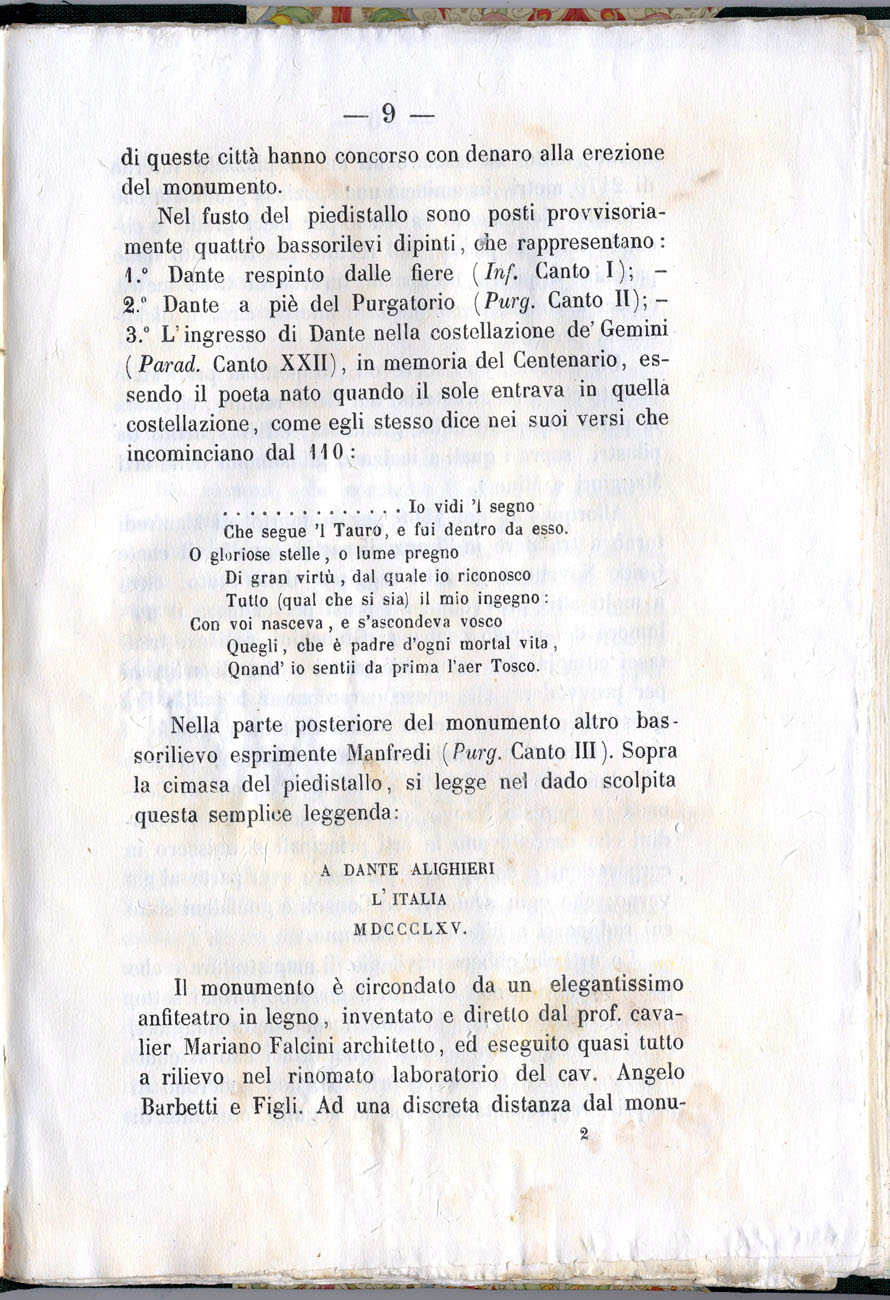 — 9 —
di queste città hanno concorso con denaro alla erezione
del monumento.
Nel fusto del piedistallo sono posti provvisoria-
mente quattro bassorilevi dipinti, che rappresentano:
1.° Dante respinto dalle fiere (Inf. Canto I); —
2.° Dante a piè del Purgatorio (Purg. Canto II); —
3.° L'ingresso di Dante nella costellazione de' Gemini
(Parad. Canto XXII), in memoria del Centenario, es-
sendo il poeta nato quando il sole entrava in quella
costellazione, come egli stesso dice nei suoi versi che
incominciano dal 110:
. . . . . . . . . . . . . . Io vidi 'l segno
Che segue 'l Tauro, e fui dentro da esso.
O gloriose stelle, o lume pregno
Di gran virtù, dal quale io riconosco
Tutto (qual che si sia) il mio ingegno:
Con voi nasceva, e s'ascondeva vosco
Quegli, che è padre d'ogni mortal vita,
Qnand' io sentii da prima l'aer Tosco.
Nella parte posteriore del monumento altro bas-
sorilievo esprimente Manfredi (Purg. Canto III). Sopra
la cimasa del piedistallo, si legge nel dado scolpita
questa semplice leggenda:
A DANTE ALIGHIERI
L' ITALIA
MDCCCLXV.
Il monumento è circondato da un elegantissimo
anfiteatro in legno, inventato e diretto dal prof. cava-
lier Mariano Falcini architetto, ed eseguito quasi tutto
a rilievo nel rinomato laboratorio del cav. Angelo
Barbetti e Figli. Ad una discreta distanza dal monu-
2